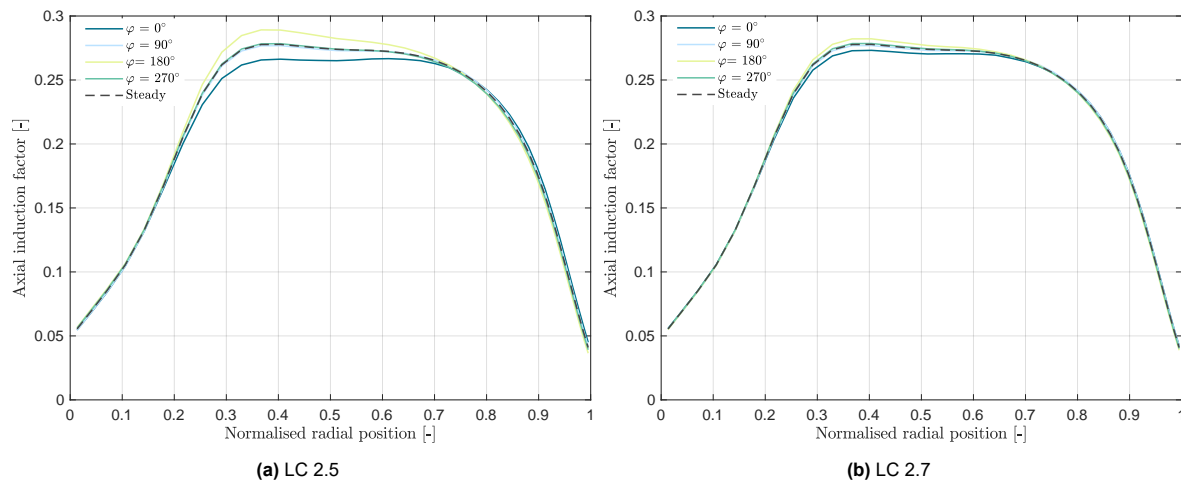 0.3
0.25
0.2
0.15
0.1
0.05
0
Axial induction factor [-]
φ = 0°
φ = 90°
φ = 180°
φ = 270°
Steady
0 0.1 0.2 0.3 0.4 0.5 0.6 0.7 0.8 0.9 1
Normalised radial position [-]
(a) LC 2.5
0.3
0.25
0.2
0.15
0.1
0.05
0
Axial induction factor [-]
φ = 0°
φ = 90°
φ = 180°
φ = 270°
Steady
0 0.1 0.2 0.3 0.4 0.5 0.6 0.7 0.8 0.9 1
Normalised radial position [-]
(b) LC 2.7